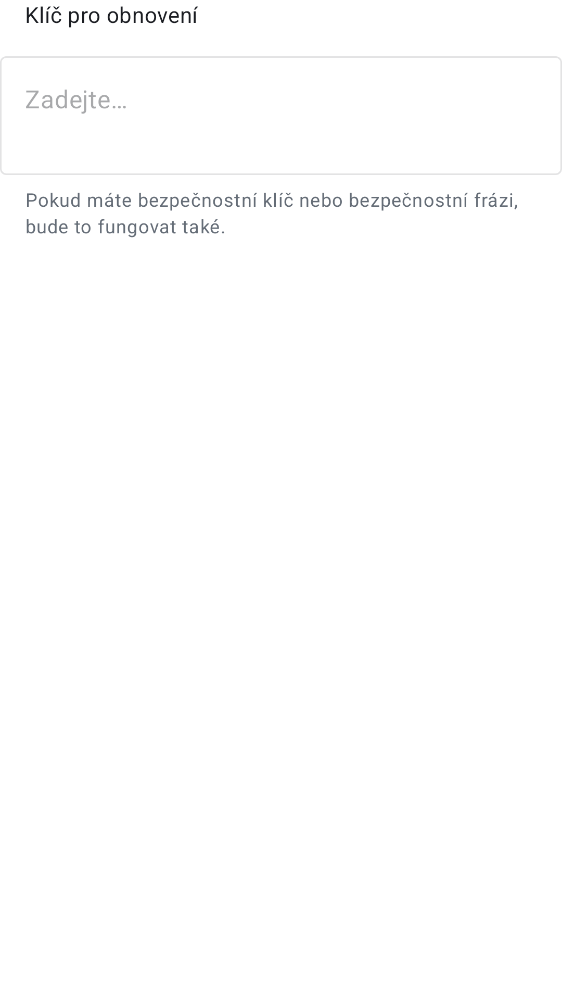 Klíč pro obnovení
Zadejte…
Pokud máte bezpečnostní klíč nebo bezpečnostní frázi,
bude to fungovat také.